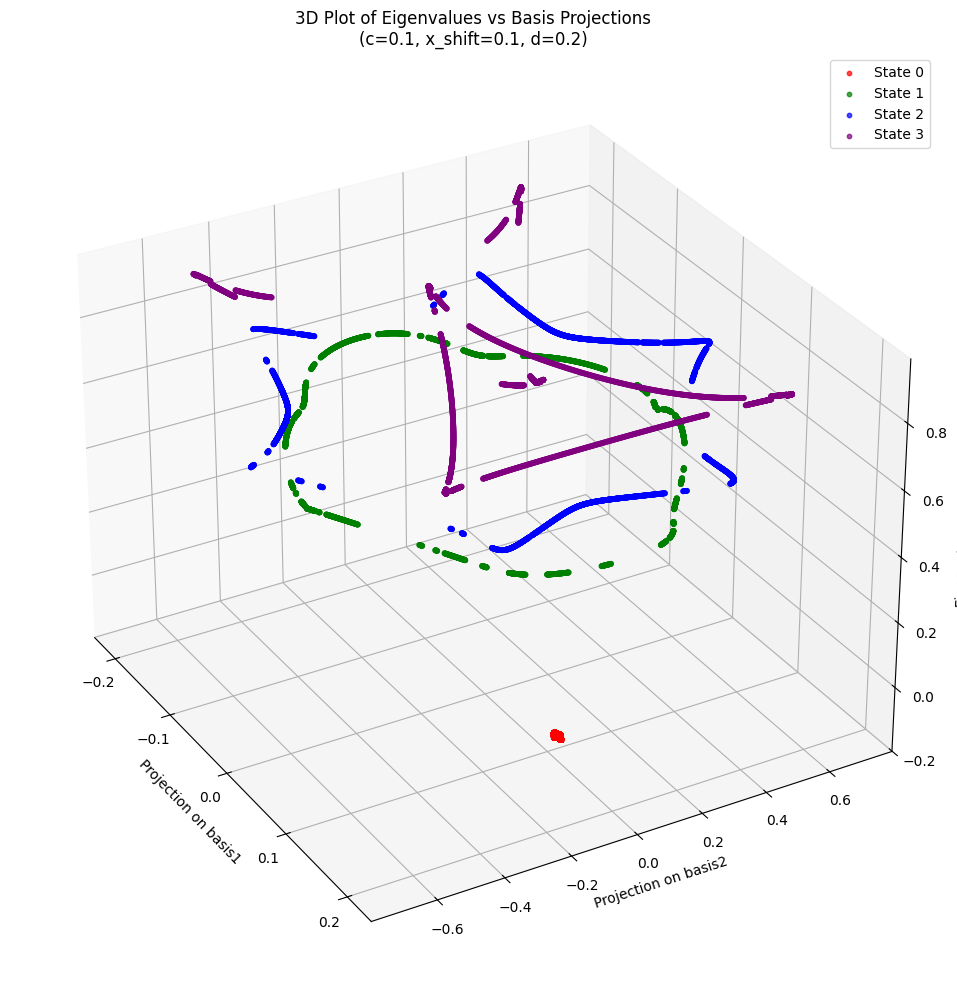 3D Plot of Eigenvalues vs Basis Projections
(c=0.1, x_shift=0.1, d=0.2)
State 0
State 1
State 2
State 3
0.8
0.6
0.4
0.2
0.0
−0.2
−0.2
−0.1
0.0
0.1
0.2
Projection on basis1
−0.6
−0.4
−0.2
0.0
0.2
0.4
0.6
Projection on basis2